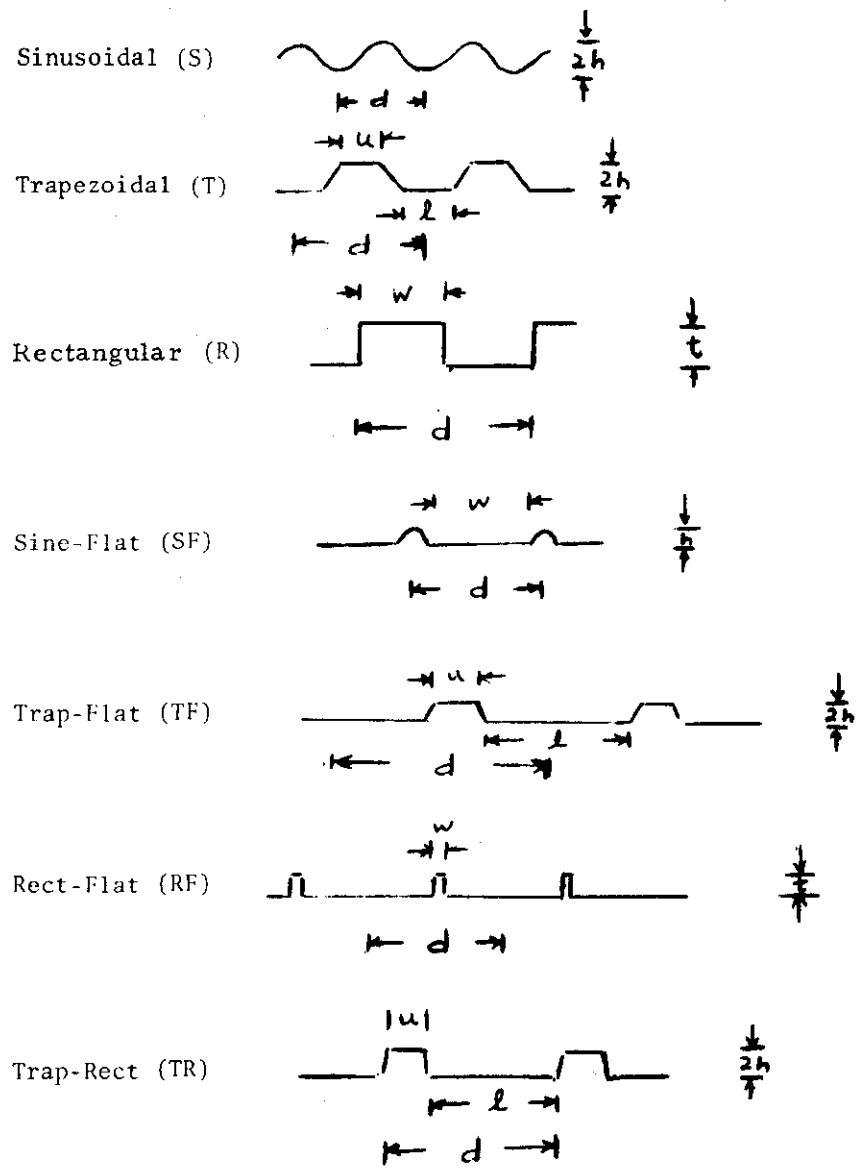 Sinusoidal (S)
2h
d
u
Trapezoidal (T)
2h
l
d
w
Rectangular (R)
t
d
w
Sine-Flat (SF)
h
d
u
Trap-Flat (TF)
2h
l
d
w
Rect-Flat (RF)
t
d
u
Trap-Rect (TR)
2h
l
d